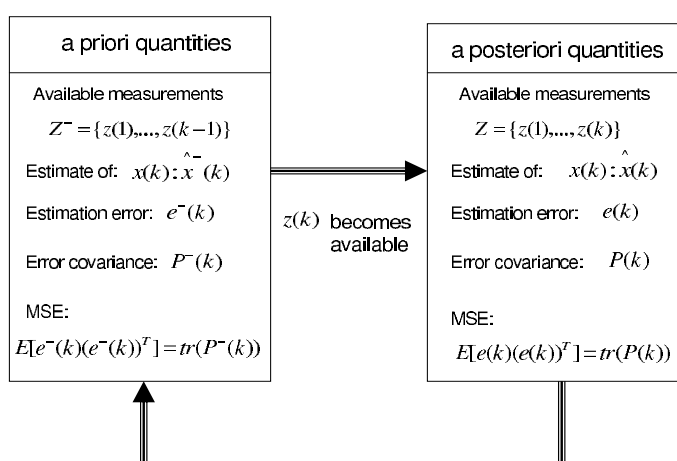 a priori quantities
Available measurements
Z⁻ = {z(1),...,z(k−1)}
Estimate of: x(k): x̂⁻(k)
Estimation error: e⁻(k)
Error covariance: P⁻(k)
MSE:
E[e⁻(k)(e⁻(k))ᵀ] = tr(P⁻(k))
z(k) becomes
available
a posteriori quantities
Available measurements
Z = {z(1),...,z(k)}
Estimate of: x(k): x̂(k)
Estimation error: e(k)
Error covariance: P(k)
MSE:
E[e(k)(e(k))ᵀ] = tr(P(k))